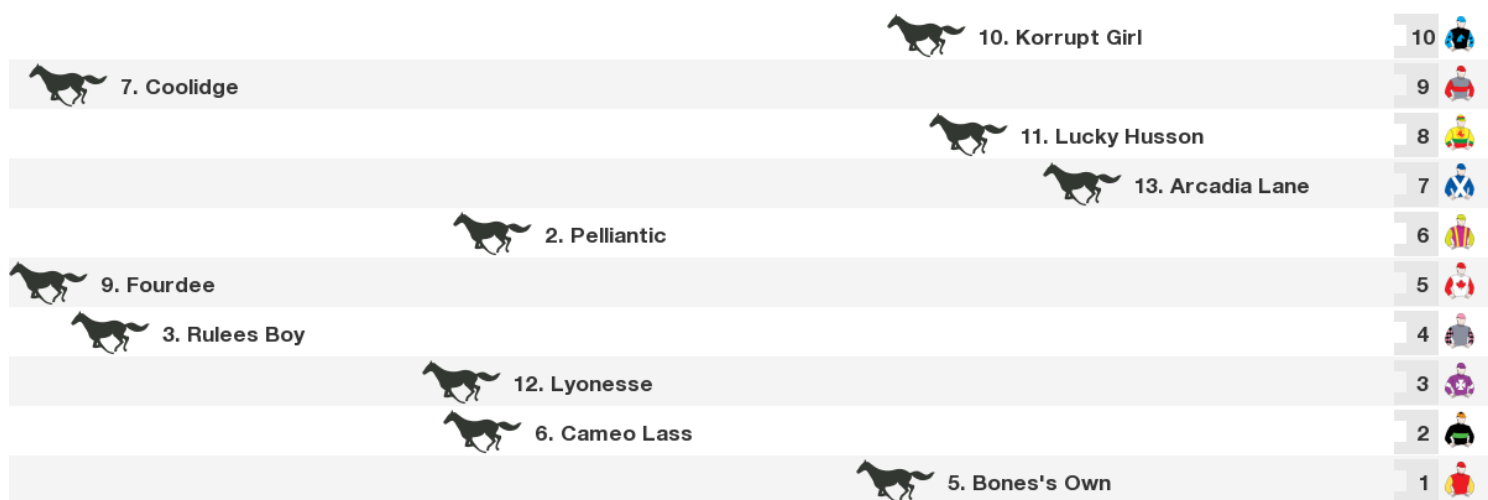 10. Korrupt Girl 10
7. Coolidge 9
11. Lucky Husson 8
13. Arcadia Lane 7
2. Pelliantic 6
9. Fourdee 5
3. Rulees Boy 4
12. Lyonesse 3
6. Cameo Lass 2
5. Bones's Own 1